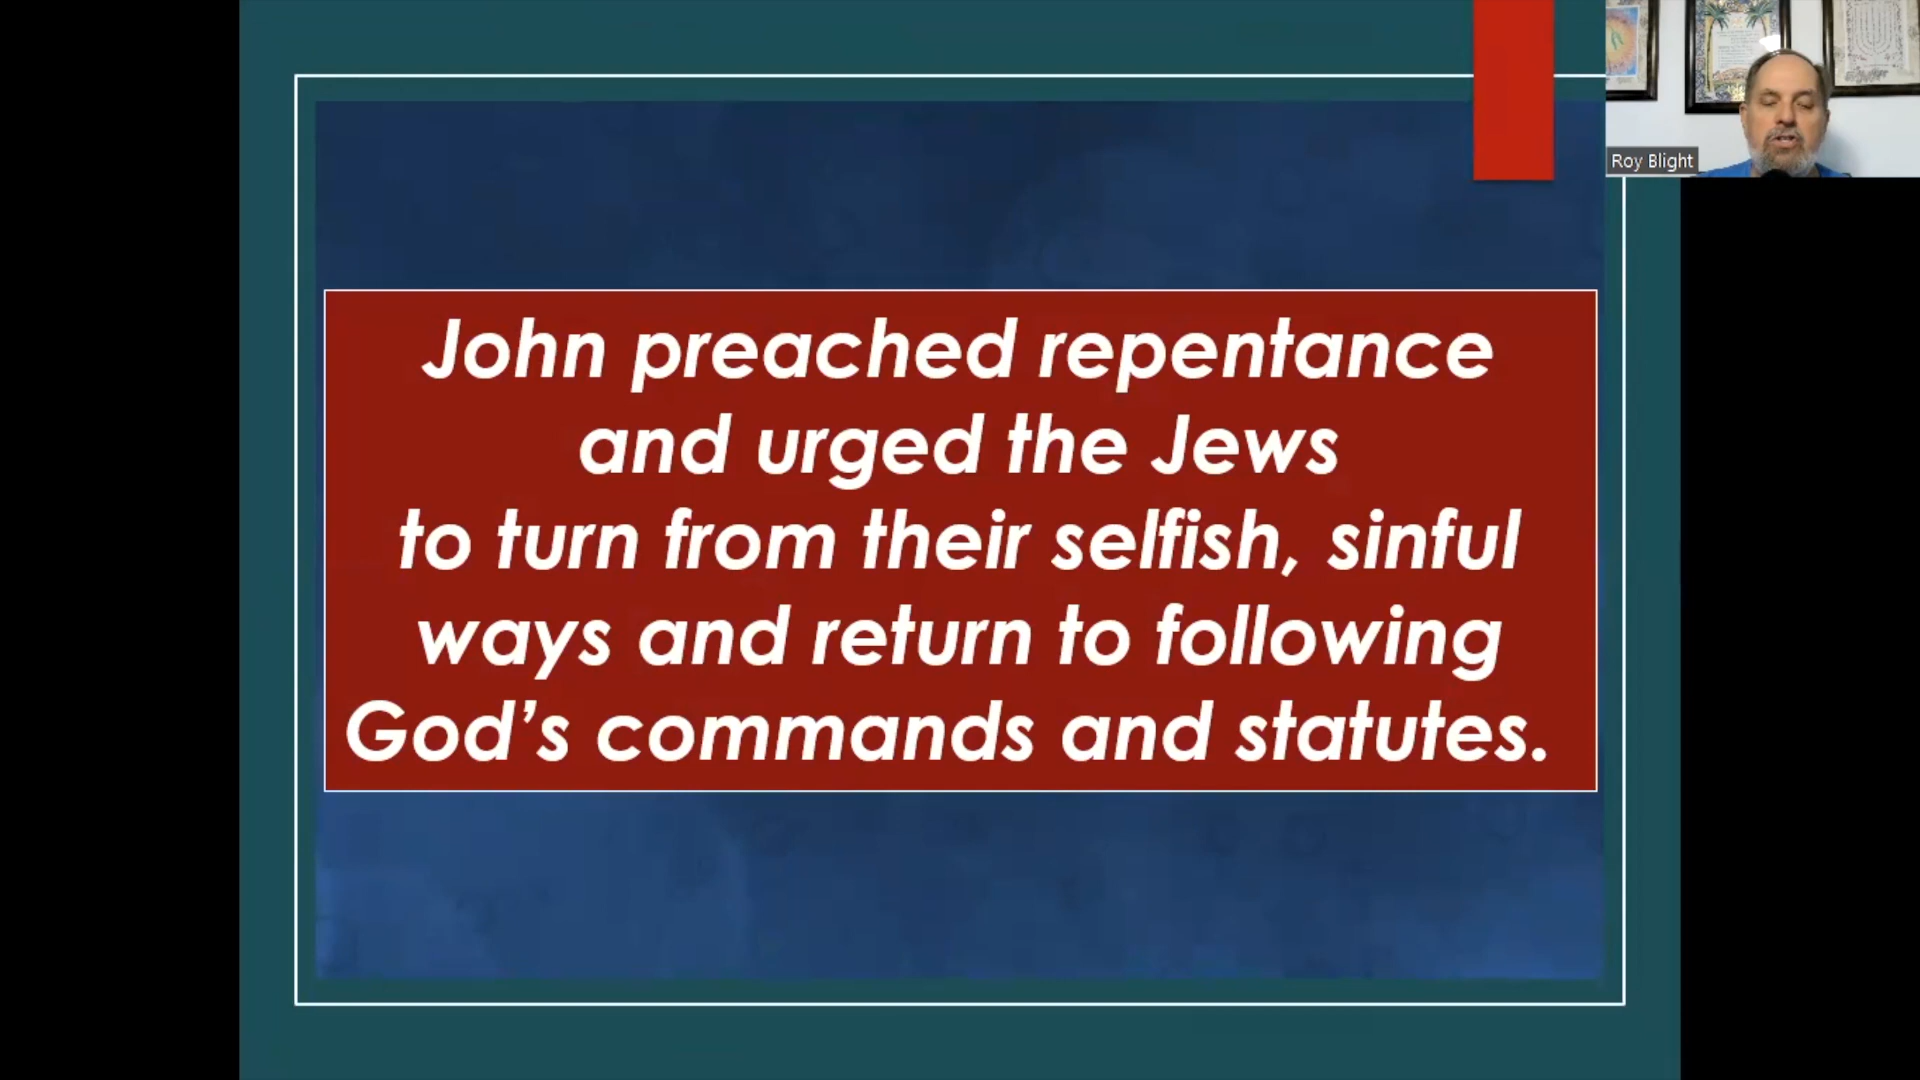 John preached repentance
and urged the Jews
to turn from their selfish, sinful
ways and return to following
God’s commands and statutes.
Roy Blight